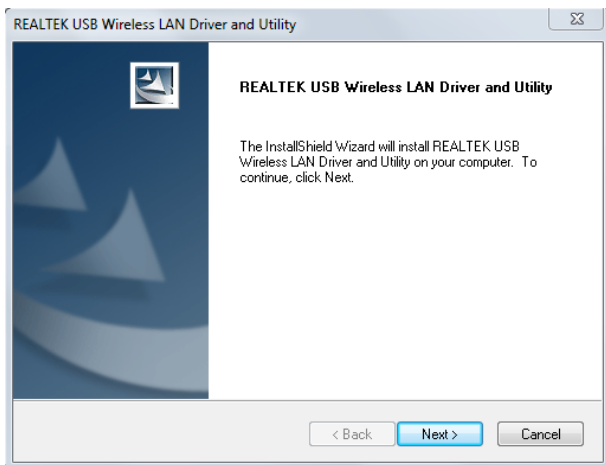 REALTEK USB Wireless LAN Driver and Utility
REALTEK USB Wireless LAN Driver and Utility
The InstallShield Wizard will install REALTEK USB
Wireless LAN Driver and Utility on your computer. To
continue, click Next.
< Back Next > Cancel